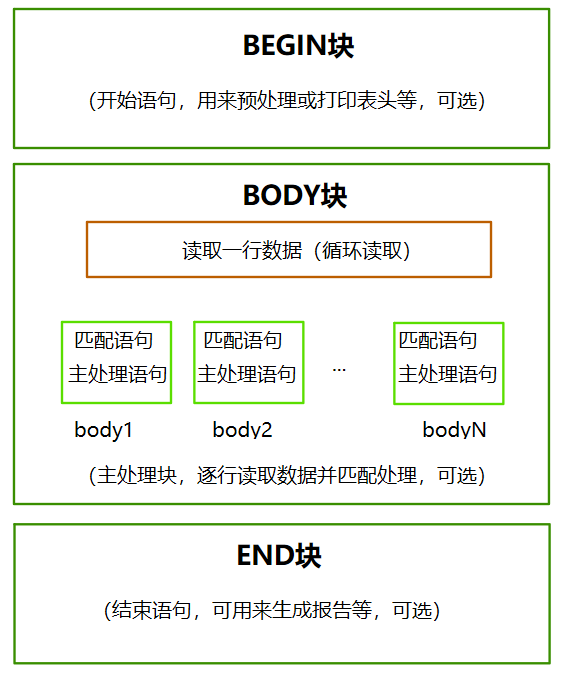 BEGIN块
（开始语句，用来预处理或打印表头等，可选）
BODY块
读取一行数据（循环读取）
匹配语句
主处理语句
body1
匹配语句
主处理语句
body2
...
匹配语句
主处理语句
bodyN
（主处理块，逐行读取数据并匹配处理，可选）
END块
（结束语句，可用来生成报告等，可选）